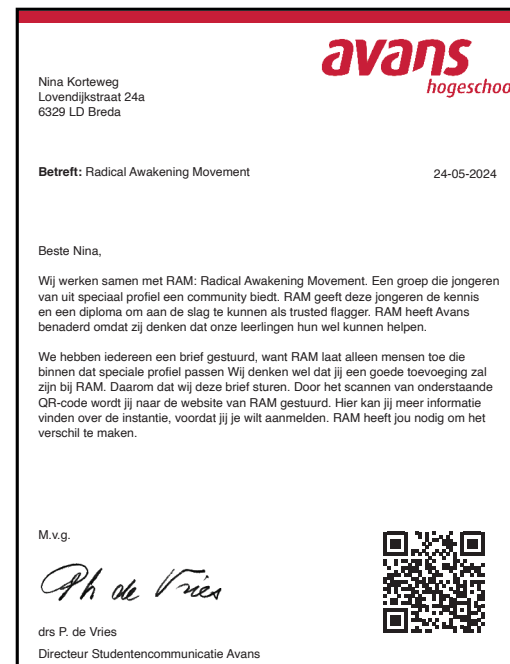 avans
hogeschoo
Nina Korteweg
Lovendijkstraat 24a
6329 LD Breda
Betreft: Radical Awakening Movement
24-05-2024
Beste Nina,
Wij werken samen met RAM: Radical Awakening Movement. Een groep die jongeren
van uit speciaal profiel een community biedt. RAM geeft deze jongeren de kennis
en een diploma om aan de slag te kunnen als trusted flagger. RAM heeft Avans
benaderd omdat zij denken dat onze leerlingen hun wel kunnen helpen.
We hebben iedereen een brief gestuurd, want RAM laat alleen mensen toe die
binnen dat speciale profiel passen Wij denken wel dat jij een goede toevoeging zal
zijn bij RAM. Daarom dat wij deze brief sturen. Door het scannen van onderstaande
QR-code wordt jij naar de website van RAM gestuurd. Hier kan jij meer informatie
vinden over de instantie, voordat jij je wilt aanmelden. RAM heeft jou nodig om het
verschil te maken.
M.v.g.
Ph de Vries
drs P. de Vries
Directeur Studentencommunicatie Avans